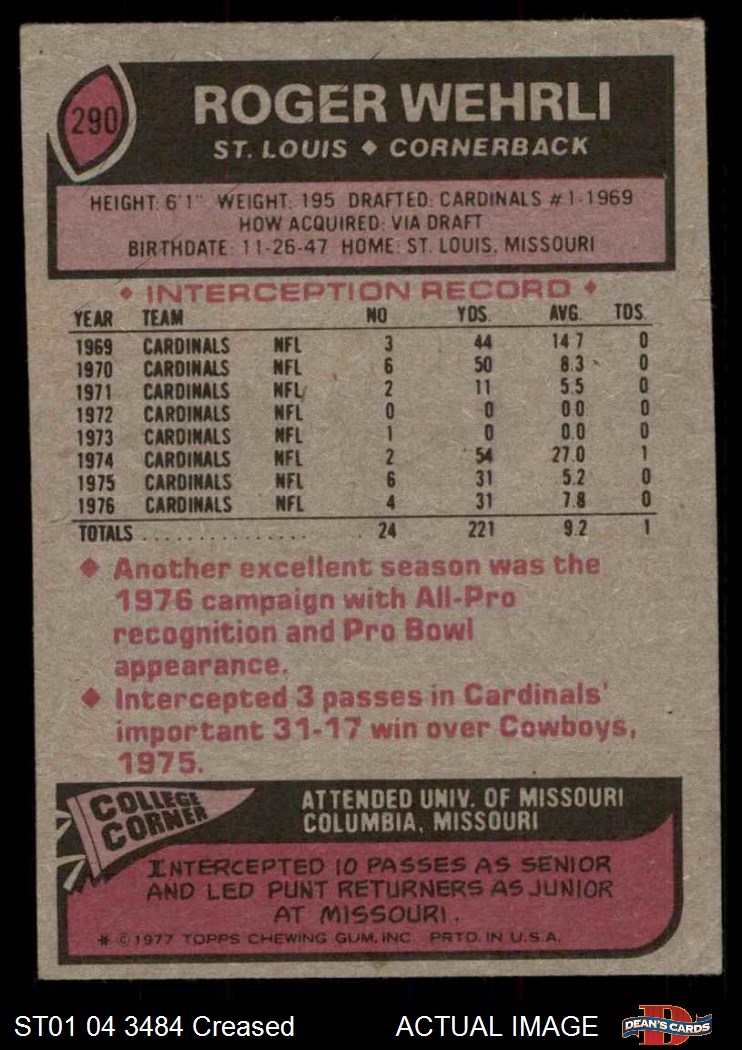 290
ROGER WEHRLI
ST. LOUIS ◆ CORNERBACK
HEIGHT: 6'1" WEIGHT: 195 DRAFTED: CARDINALS #1-1969
HOW ACQUIRED: VIA DRAFT
BIRTHDATE: 11-26-47 HOME: ST. LOUIS, MISSOURI
◆ INTERCEPTION RECORD ◆
YEAR TEAM NO YDS. AVG. TDS.
1969 CARDINALS NFL 3 44 14.7 0
1970 CARDINALS NFL 6 50 8.3 0
1971 CARDINALS NFL 2 11 5.5 0
1972 CARDINALS NFL 0 0 0.0 0
1973 CARDINALS NFL 1 0 0.0 0
1974 CARDINALS NFL 2 54 27.0 1
1975 CARDINALS NFL 6 31 5.2 0
1976 CARDINALS NFL 4 31 7.8 0
TOTALS . . . . . . . . . . . . . . . . 24 221 9.2 1
◆ Another excellent season was the
1976 campaign with All-Pro
recognition and Pro Bowl
appearance.
◆ Intercepted 3 passes in Cardinals'
important 31-17 win over Cowboys,
1975.
COLLEGE
CORNER
ATTENDED UNIV. OF MISSOURI
COLUMBIA, MISSOURI
INTERCEPTED 10 PASSES AS SENIOR
AND LED PUNT RETURNERS AS JUNIOR
AT MISSOURI.
* © 1977 TOPPS CHEWING GUM, INC. PRTD. IN U.S.A.
ST01 04 3484 Creased ACTUAL IMAGE
D
DEAN'S CARDS